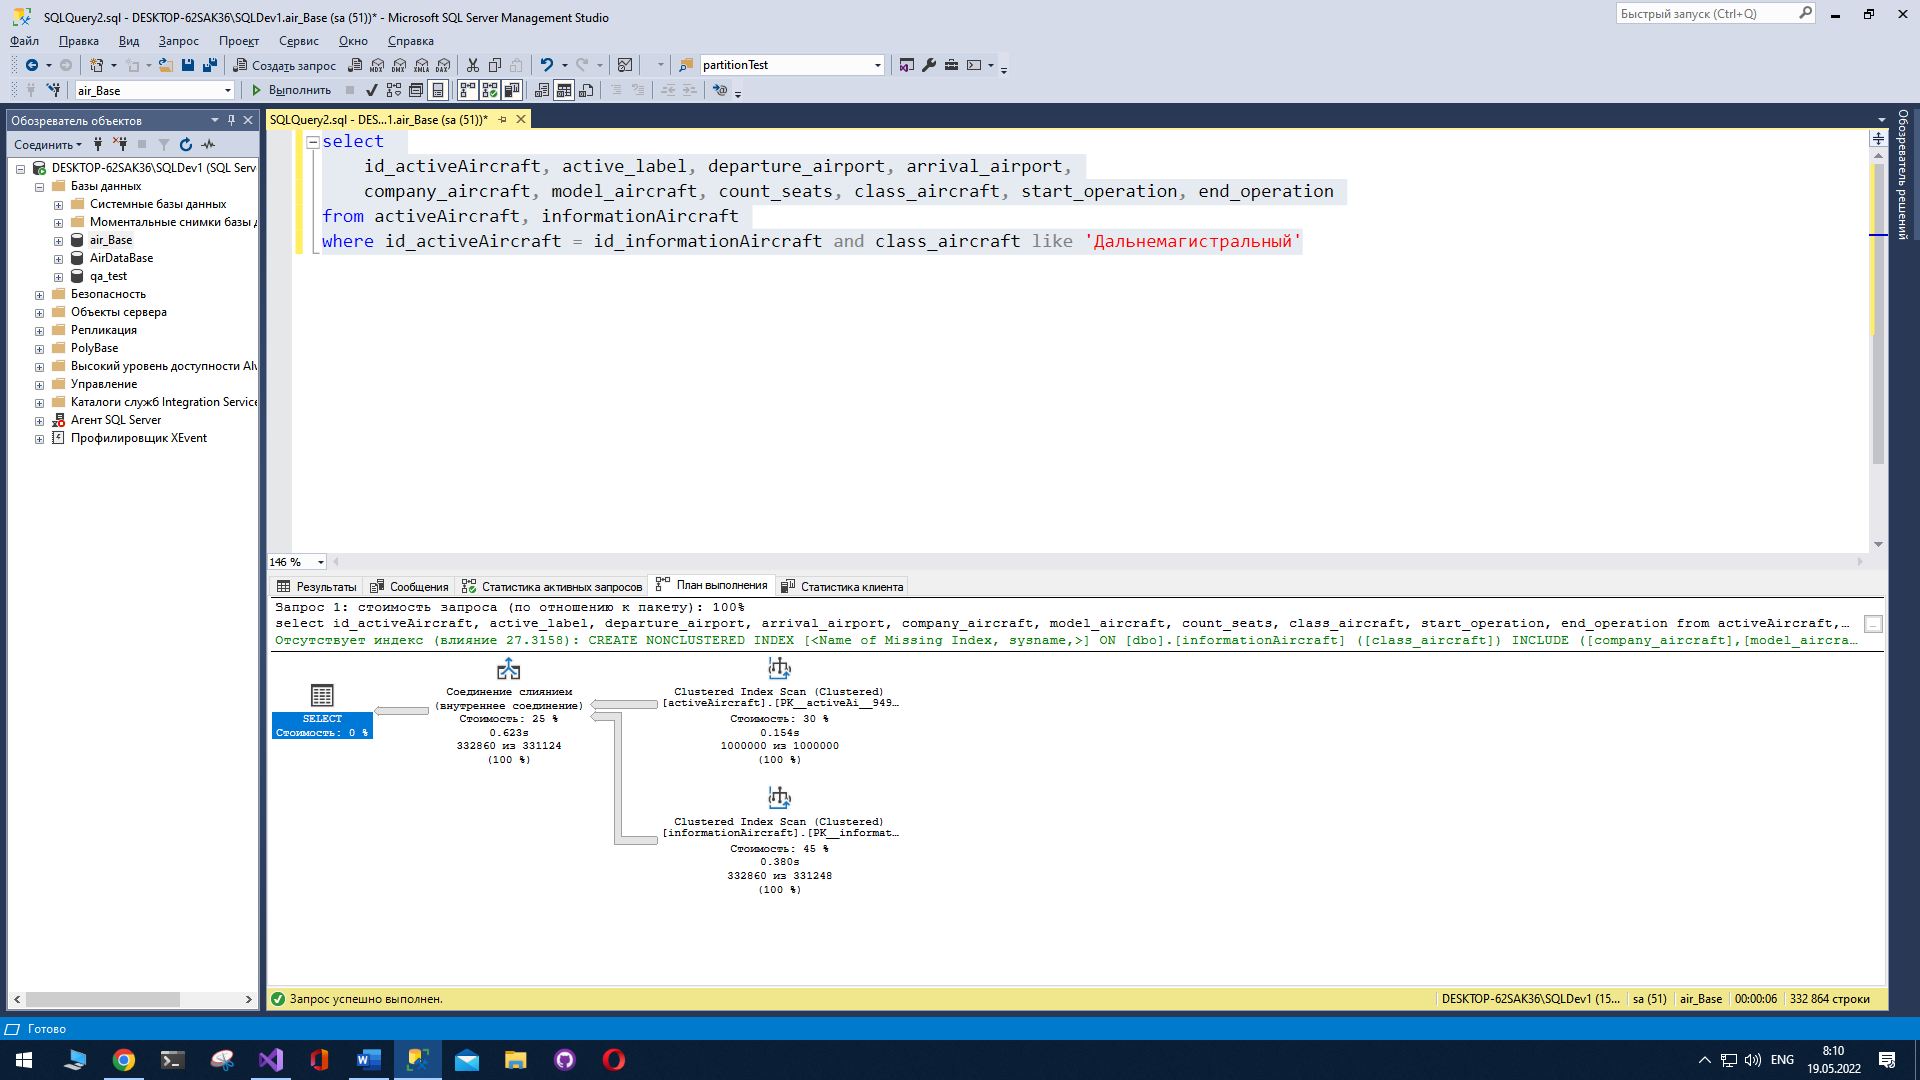 SQLQuery2.sql - DESKTOP-62SAK36\SQLDev1.air_Base (sa (51))* - Microsoft SQL Server Management Studio
Быстрый запуск (Ctrl+Q)
Файл Правка Вид Запрос Проект Сервис Окно Справка
Создать запрос MDX DMX XMLA DAX partitionTest
air_Base Выполнить
Обозреватель объектов
SQLQuery2.sql - DES...1.air_Base (sa (51))*
Обозреватель решений
Соединить
DESKTOP-62SAK36\SQLDev1 (SQL Serv
Базы данных
Системные базы данных
Моментальные снимки базы д
air_Base
AirDataBase
qa_test
Безопасность
Объекты сервера
Репликация
PolyBase
Высокий уровень доступности Alw
Управление
Каталоги служб Integration Service
Агент SQL Server
Профилировщик XEvent
select
id_activeAircraft, active_label, departure_airport, arrival_airport,
company_aircraft, model_aircraft, count_seats, class_aircraft, start_operation, end_operation
from activeAircraft, informationAircraft
where id_activeAircraft = id_informationAircraft and class_aircraft like 'Дальнемагистральный'
146 %
Результаты Сообщения Статистика активных запросов План выполнения Статистика клиента
Запрос 1: стоимость запроса (по отношению к пакету): 100%
select id_activeAircraft, active_label, departure_airport, arrival_airport, company_aircraft, model_aircraft, count_seats, class_aircraft, start_operation, end_operation from activeAircraft,...
Отсутствует индекс (влияние 27.3158): CREATE NONCLUSTERED INDEX [<Name of Missing Index, sysname,>] ON [dbo].[informationAircraft] ([class_aircraft]) INCLUDE ([company_aircraft],[model_aircra...
SELECT
Стоимость: 0 %
Соединение слиянием
(внутреннее соединение)
Стоимость: 25 %
0.623s
332860 из 331124
(100 %)
Clustered Index Scan (Clustered)
[activeAircraft].[PK__activeAi__949...
Стоимость: 30 %
0.154s
1000000 из 1000000
(100 %)
Clustered Index Scan (Clustered)
[informationAircraft].[PK__informat...
Стоимость: 45 %
0.380s
332860 из 331248
(100 %)
Запрос успешно выполнен.
DESKTOP-62SAK36\SQLDev1 (15... sa (51) air_Base 00:00:06 332 864 строки
Готово
ENG
8:10
19.05.2022